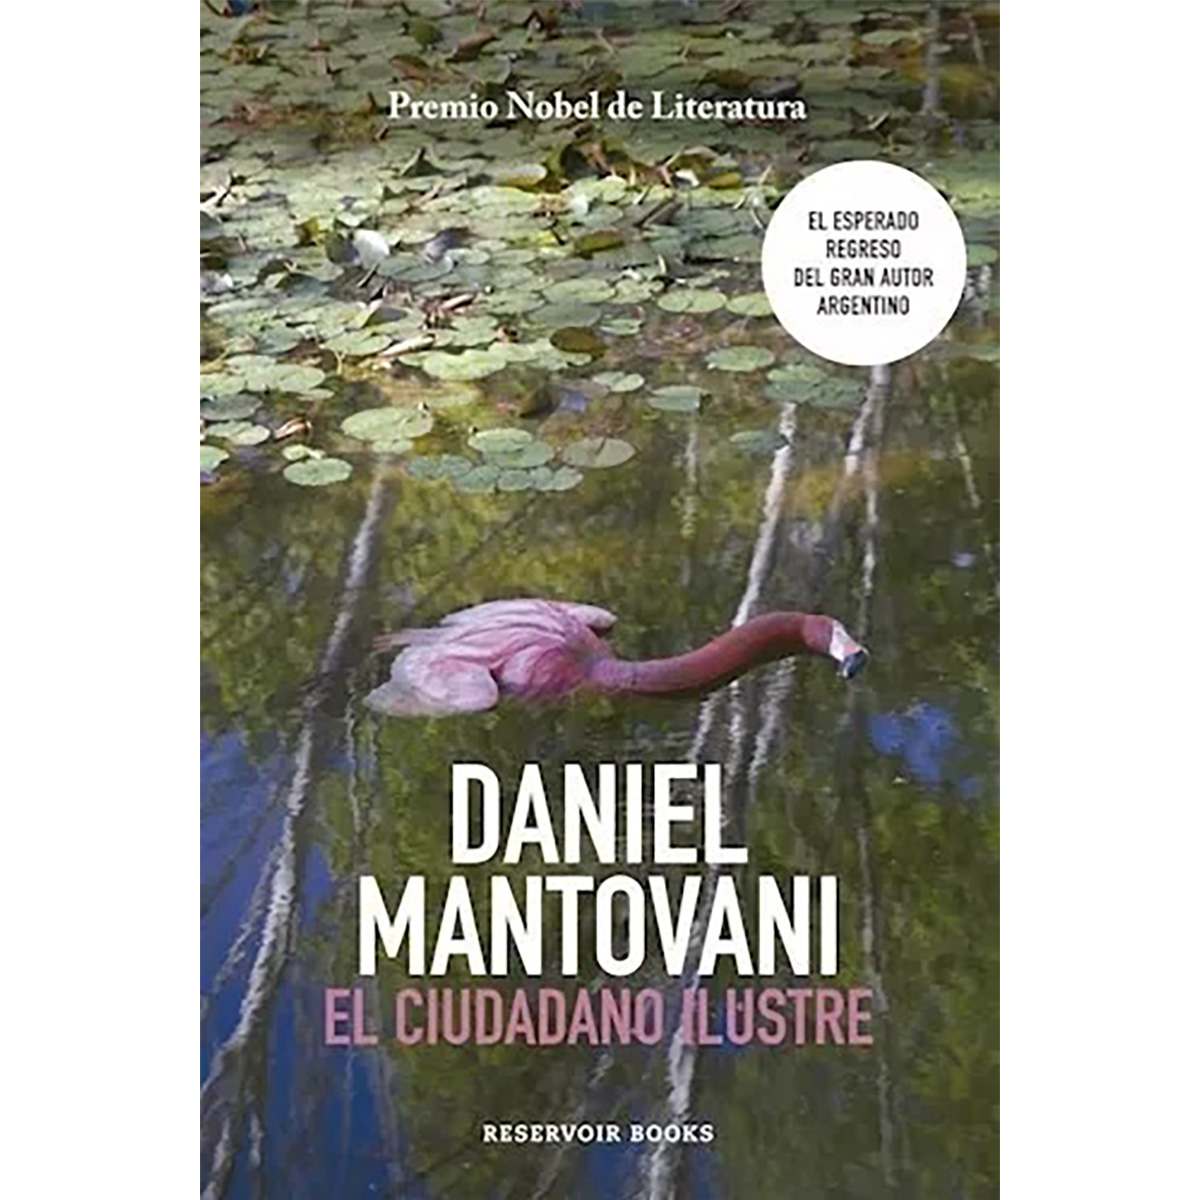 Premio Nobel de Literatura
EL ESPERADO
REGRESO
DEL GRAN AUTOR
ARGENTINO
DANIEL
MANTOVANI
EL CIUDADANO ILUSTRE
RESERVOIR BOOKS